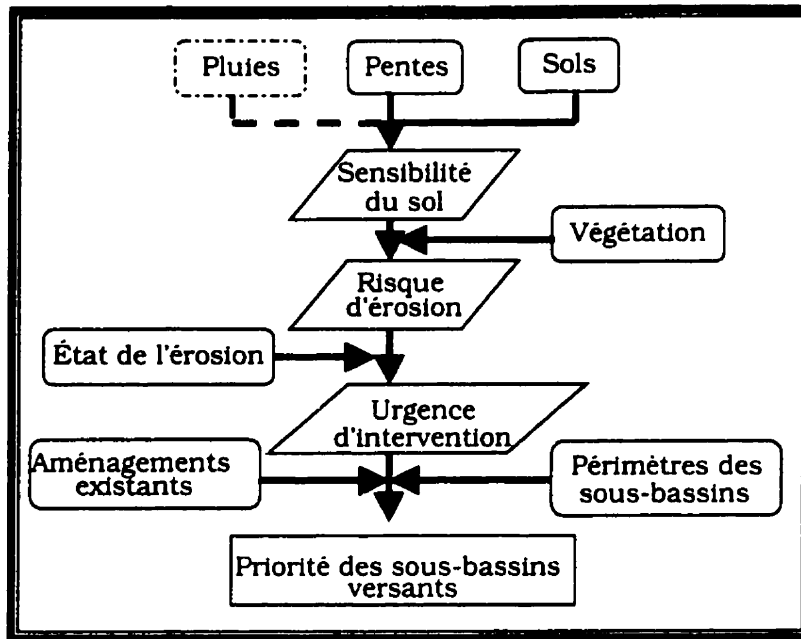 Pluies
Pentes
Sols
Sensibilité
du sol
Végétation
Risque
d'érosion
État de l'érosion
Urgence
d'intervention
Aménagements
existants
Périmètres des
sous-bassins
Priorité des sous-bassins
versants